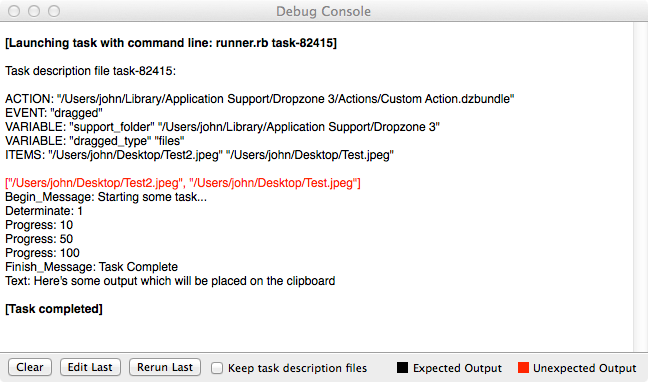 Debug Console
[Launching task with command line: runner.rb task-82415]
Task description file task-82415:
ACTION: "/Users/john/Library/Application Support/Dropzone 3/Actions/Custom Action.dzbundle"
EVENT: "dragged"
VARIABLE: "support_folder" "/Users/john/Library/Application Support/Dropzone 3"
VARIABLE: "dragged_type" "files"
ITEMS: "/Users/john/Desktop/Test2.jpeg" "/Users/john/Desktop/Test.jpeg"
["/Users/john/Desktop/Test2.jpeg", "/Users/john/Desktop/Test.jpeg"]
Begin_Message: Starting some task...
Determinate: 1
Progress: 10
Progress: 50
Progress: 100
Finish_Message: Task Complete
Text: Here's some output which will be placed on the clipboard
[Task completed]
Clear Edit Last Rerun Last Keep task description files Expected Output Unexpected Output